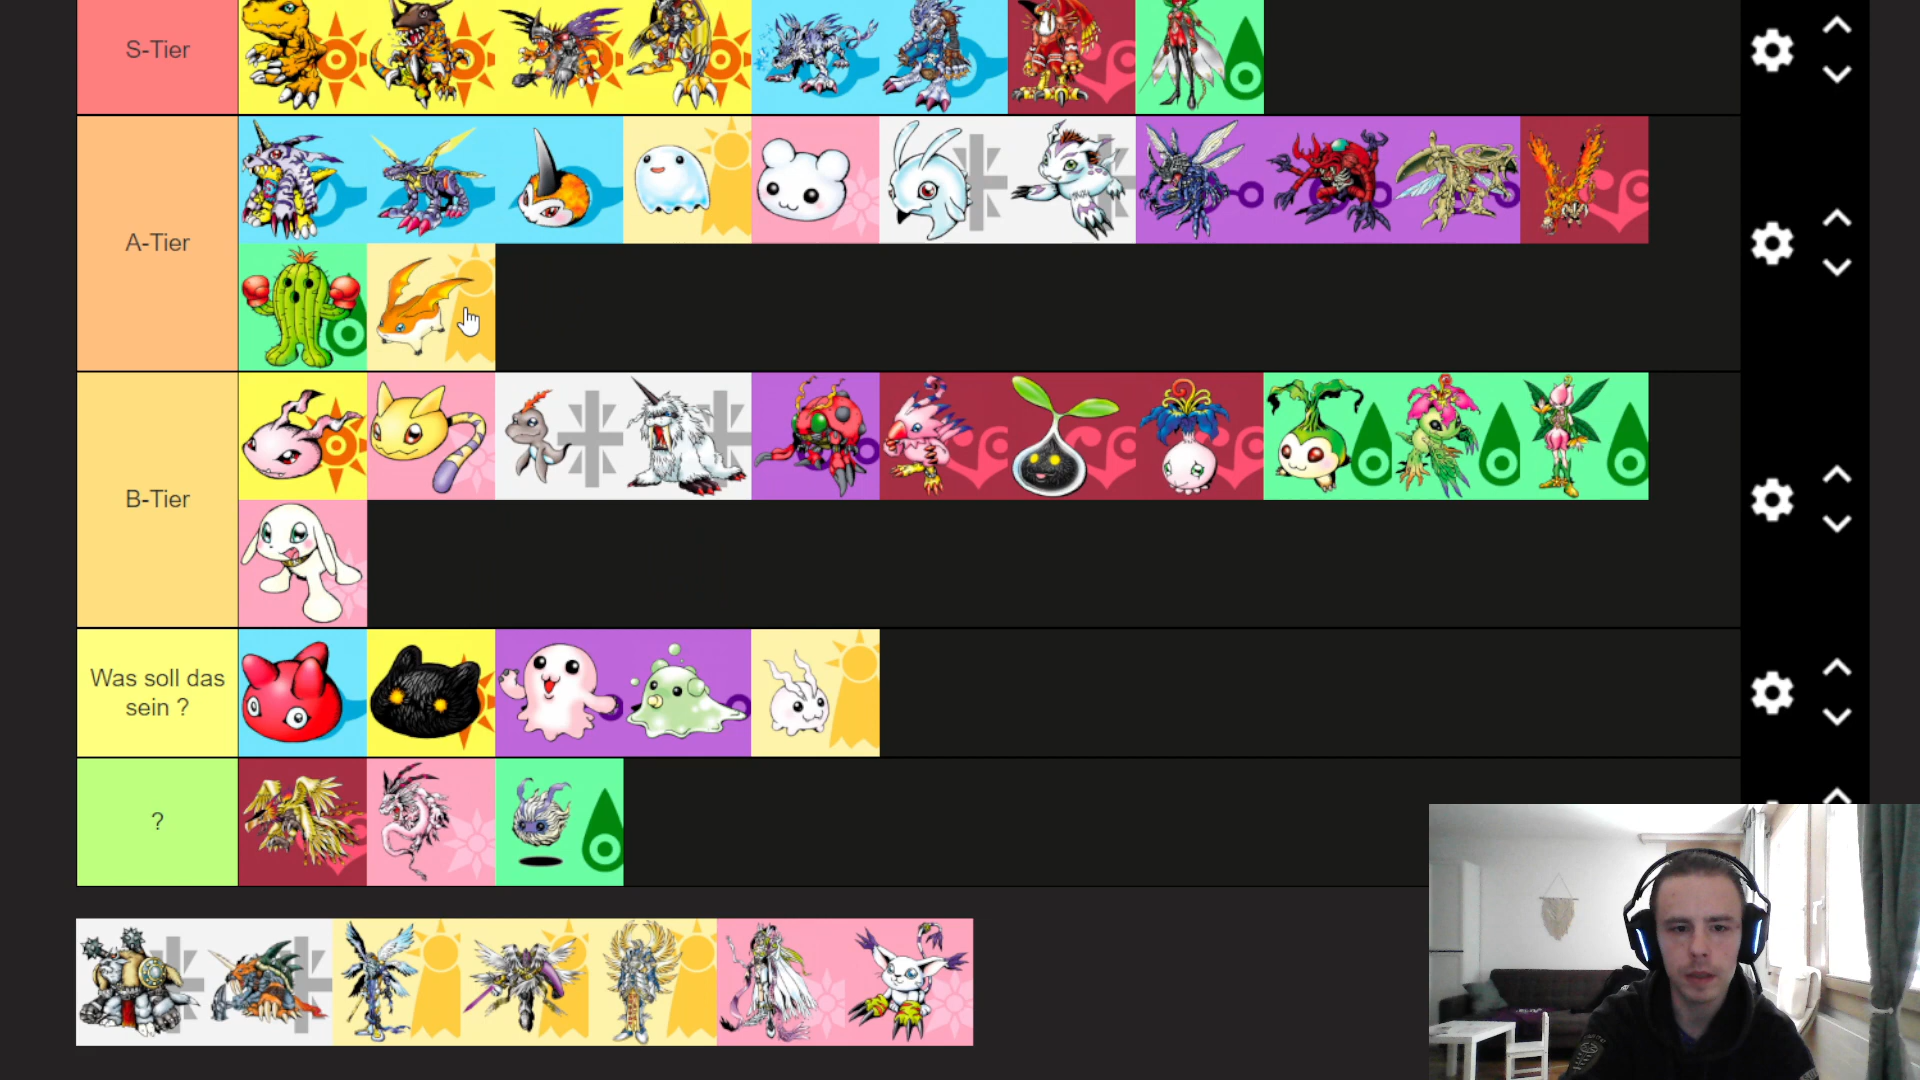 S-Tier
A-Tier
B-Tier
Was soll das
sein ?
?